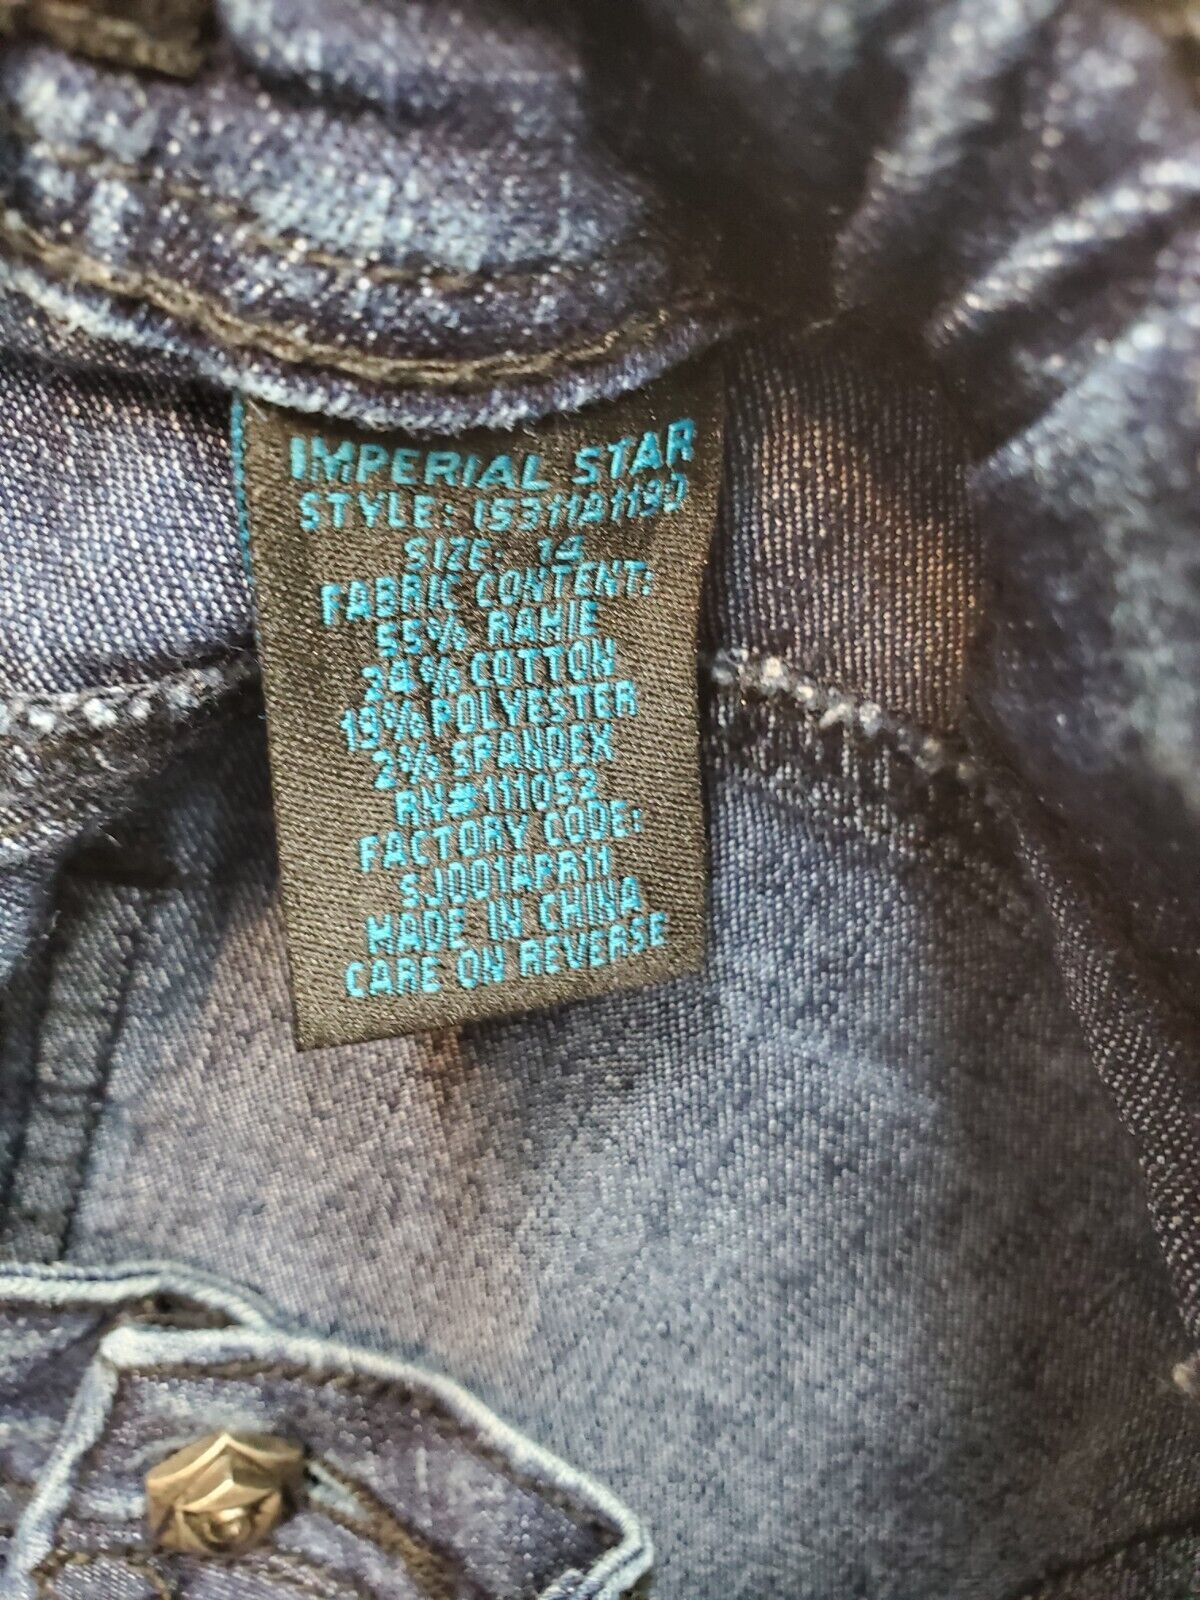 IMPERIAL STAR
STYLE: IS311A119D
SIZE: 14
FABRIC CONTENT:
55% RAMIE
24% COTTON
19% POLYESTER
2% SPANDEX
RN#111052
FACTORY CODE:
SJ001APR11
MADE IN CHINA
CARE ON REVERSE